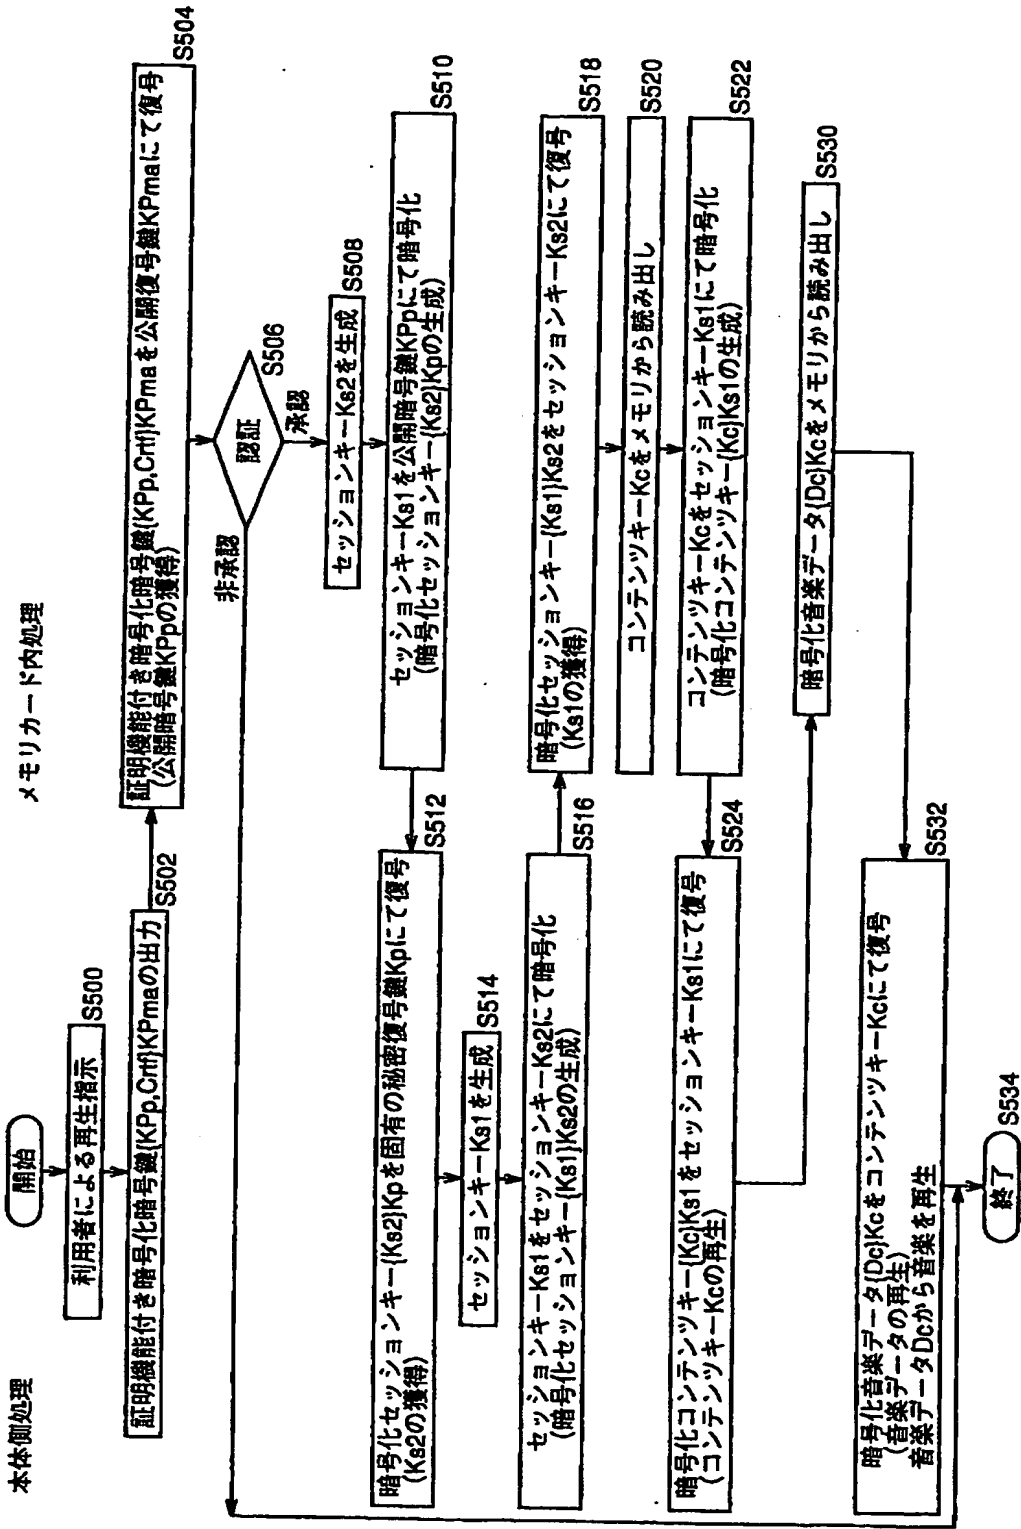 本体側処理
メモリカード内処理
開始
利用者による再生指示
S500
証明機能付き暗号化暗号鍵{KPp,Crtf}KPmaの出力
S502
証明機能付き暗号化暗号鍵{KPp,Crtf}KPmaを公開復号鍵KPmaにて復号
(公開暗号鍵KPpの獲得)
S504
認証
S506
非承認
承認
セッションキーKs2を生成
S508
セッションキーKs1を公開暗号鍵KPpにて暗号化
(暗号化セッションキー{Ks2}Kpの生成)
S510
暗号化セッションキー{Ks2}Kpを固有の秘密復号鍵Kpにて復号
(Ks2の獲得)
S512
セッションキーKs1を生成
S514
セッションキーKs1をセッションキーKs2にて暗号化
(暗号化セッションキー{Ks1}Ks2の生成)
S516
暗号化セッションキー{Ks1}Ks2をセッションキーKs2にて復号
(Ks1の獲得)
S518
コンテンツキーKcをメモリから読み出し
S520
コンテンツキーKcをセッションキーKs1にて暗号化
(暗号化コンテンツキー{Kc}Ks1の生成)
S522
暗号化コンテンツキー{Kc}Ks1をセッションキーKs1にて復号
(コンテンツキーKcの再生)
S524
暗号化音楽データ{Dc}Kcをメモリから読み出し
S530
暗号化音楽データ{Dc}KcをコンテンツキーKcにて復号
(音楽データの再生)
音楽データDcから音楽を再生
S532
終了
S534